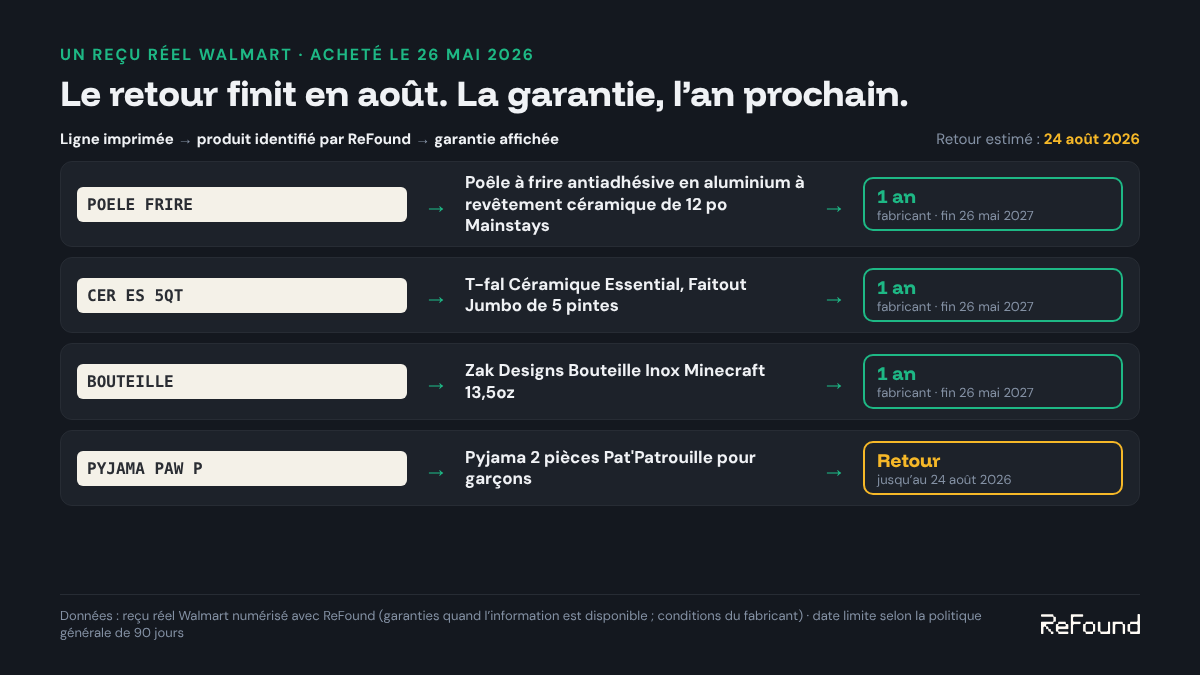 UN REÇU RÉEL WALMART · ACHETÉ LE 26 MAI 2026
Le retour finit en août. La garantie, l’an prochain.
Ligne imprimée → produit identifié par ReFound → garantie affichée
Retour estimé : 24 août 2026
POELE FRIRE
→
Poêle à frire antiadhésive en aluminium à
revêtement céramique de 12 po
Mainstays
→
1 an
fabricant · fin 26 mai 2027
CER ES 5QT
→
T-fal Céramique Essential, Faitout
Jumbo de 5 pintes
→
1 an
fabricant · fin 26 mai 2027
BOUTEILLE
→
Zak Designs Bouteille Inox Minecraft
13,5oz
→
1 an
fabricant · fin 26 mai 2027
PYJAMA PAW P
→
Pyjama 2 pièces Pat'Patrouille pour
garçons
→
Retour
jusqu’au 24 août 2026
Données : reçu réel Walmart numérisé avec ReFound (garanties quand l’information est disponible ; conditions du fabricant) · date limite selon la politique
générale de 90 jours
ReFound